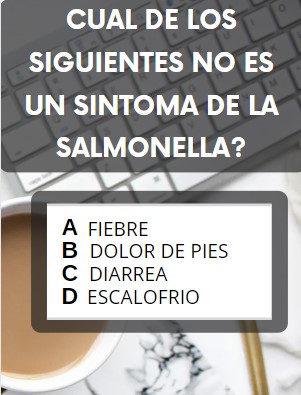 CUAL DE LOS
SIGUIENTES NO ES
UN SINTOMA DE LA
SALMONELLA?
A FIEBRE
B DOLOR DE PIES
C DIARREA
D ESCALOFRIO